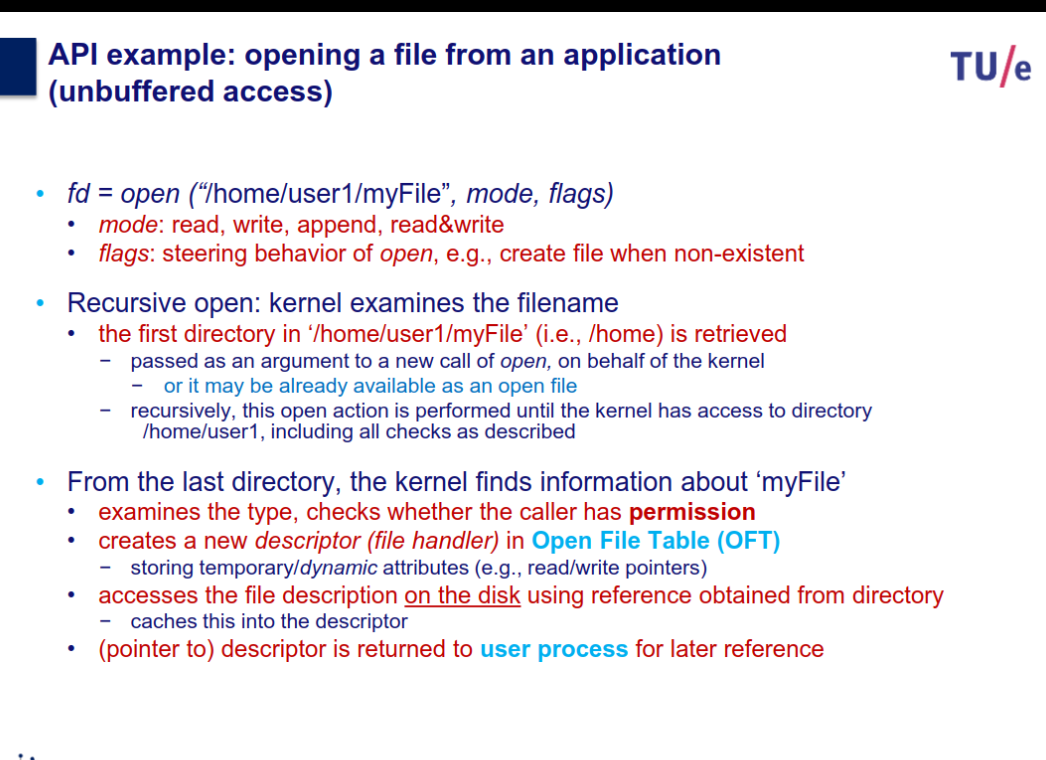 API example: opening a file from an application
(unbuffered access)
TU/e
• fd = open (“/home/user1/myFile”, mode, flags)
• mode: read, write, append, read&write
• flags: steering behavior of open, e.g., create file when non-existent
• Recursive open: kernel examines the filename
• the first directory in ‘/home/user1/myFile’ (i.e., /home) is retrieved
− passed as an argument to a new call of open, on behalf of the kernel
− or it may be already available as an open file
− recursively, this open action is performed until the kernel has access to directory
/home/user1, including all checks as described
• From the last directory, the kernel finds information about ‘myFile’
• examines the type, checks whether the caller has permission
• creates a new descriptor (file handler) in Open File Table (OFT)
− storing temporary/dynamic attributes (e.g., read/write pointers)
• accesses the file description on the disk using reference obtained from directory
− caches this into the descriptor
• (pointer to) descriptor is returned to user process for later reference